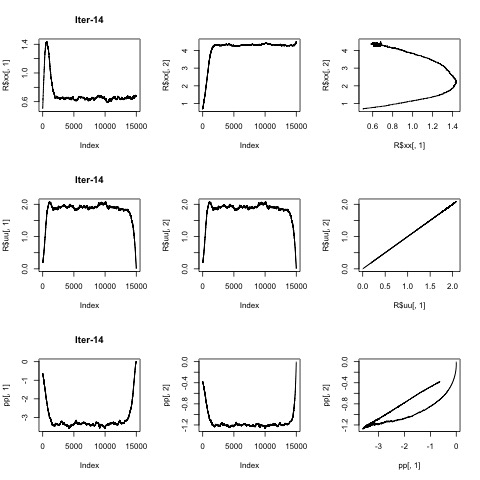 Iter-14
R$xx[, 1]
0.6 1.0 1.4
0 5000 10000 15000
Index
R$xx[, 2]
1 2 3 4
0 5000 10000 15000
Index
R$xx[, 2]
1 2 3 4
0.6 0.8 1.0 1.2 1.4
R$xx[, 1]
Iter-14
R$uu[, 1]
0.0 1.0 2.0
0 5000 10000 15000
Index
R$uu[, 2]
0.0 1.0 2.0
0 5000 10000 15000
Index
R$uu[, 2]
0.0 1.0 2.0
0.0 0.5 1.0 1.5 2.0
R$uu[, 1]
Iter-14
pp[, 1]
-3 -2 -1 0
0 5000 10000 15000
Index
pp[, 2]
-1.2 -0.8 -0.4 0.0
0 5000 10000 15000
Index
pp[, 2]
-1.2 -0.8 -0.4 0.0
-3 -2 -1 0
pp[, 1]